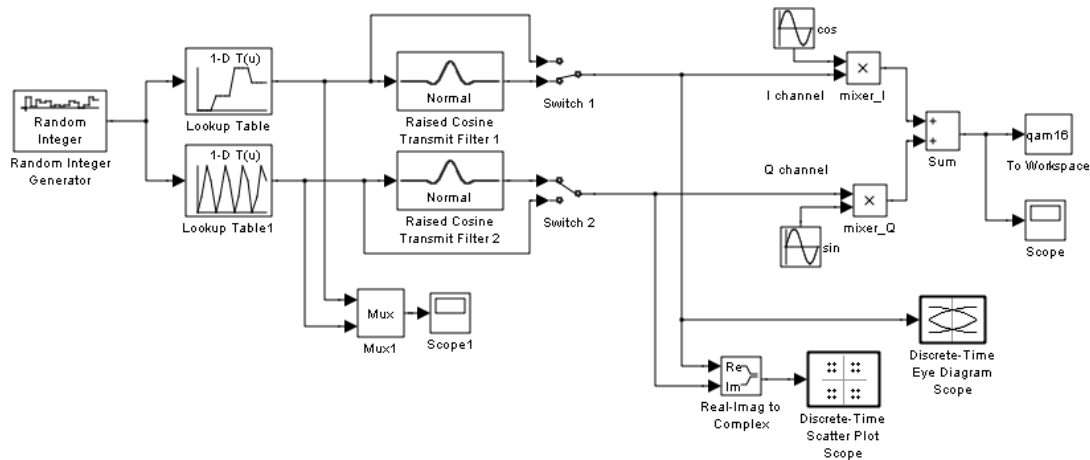 Random
Integer
Random Integer
Generator
1-D T(u)
Lookup Table
1-D T(u)
Lookup Table1
Normal
Raised Cosine
Transmit Filter 1
Switch 1
Normal
Raised Cosine
Transmit Filter 2
Switch 2
Mux
Mux1
Scope1
cos
I channel
mixer_I
Q channel
sin
mixer_Q
+
+
Sum
qam16
To Workspace
Scope
Discrete-Time
Eye Diagram
Scope
Re
Im
Real-Imag to
Complex
Discrete-Time
Scatter Plot
Scope